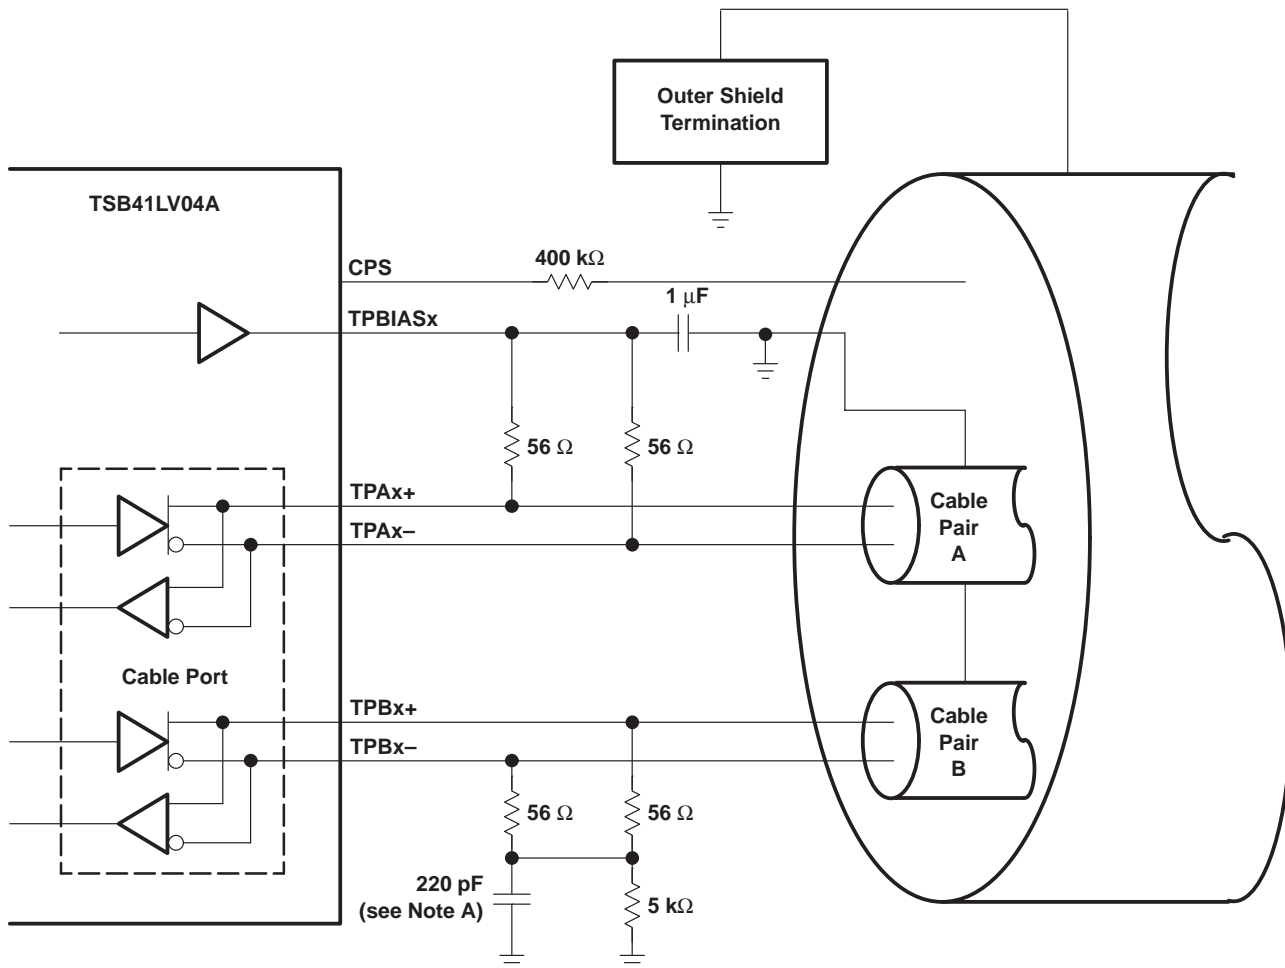 Outer Shield
Termination
TSB41LV04A
CPS
400 kΩ
1 μF
TPBIASx
56 Ω
56 Ω
TPAx+
TPAx–
Cable
Pair
A
Cable Port
TPBx+
TPBx–
Cable
Pair
B
56 Ω
56 Ω
220 pF
(see Note A)
5 kΩ